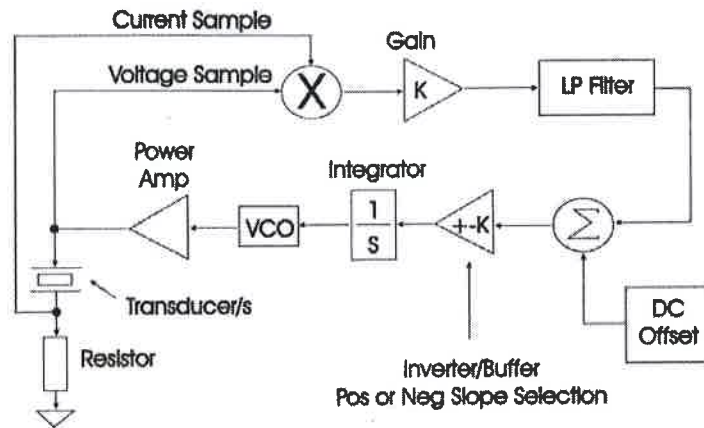 Current Sample
Gain
Voltage Sample
X
K
LP Filter
Power
Amp
Integrator
1
S
VCO
+-K
Σ
Transducer/s
DC
Offset
Resistor
Inverter/Buffer
Pos or Neg Slope Selection